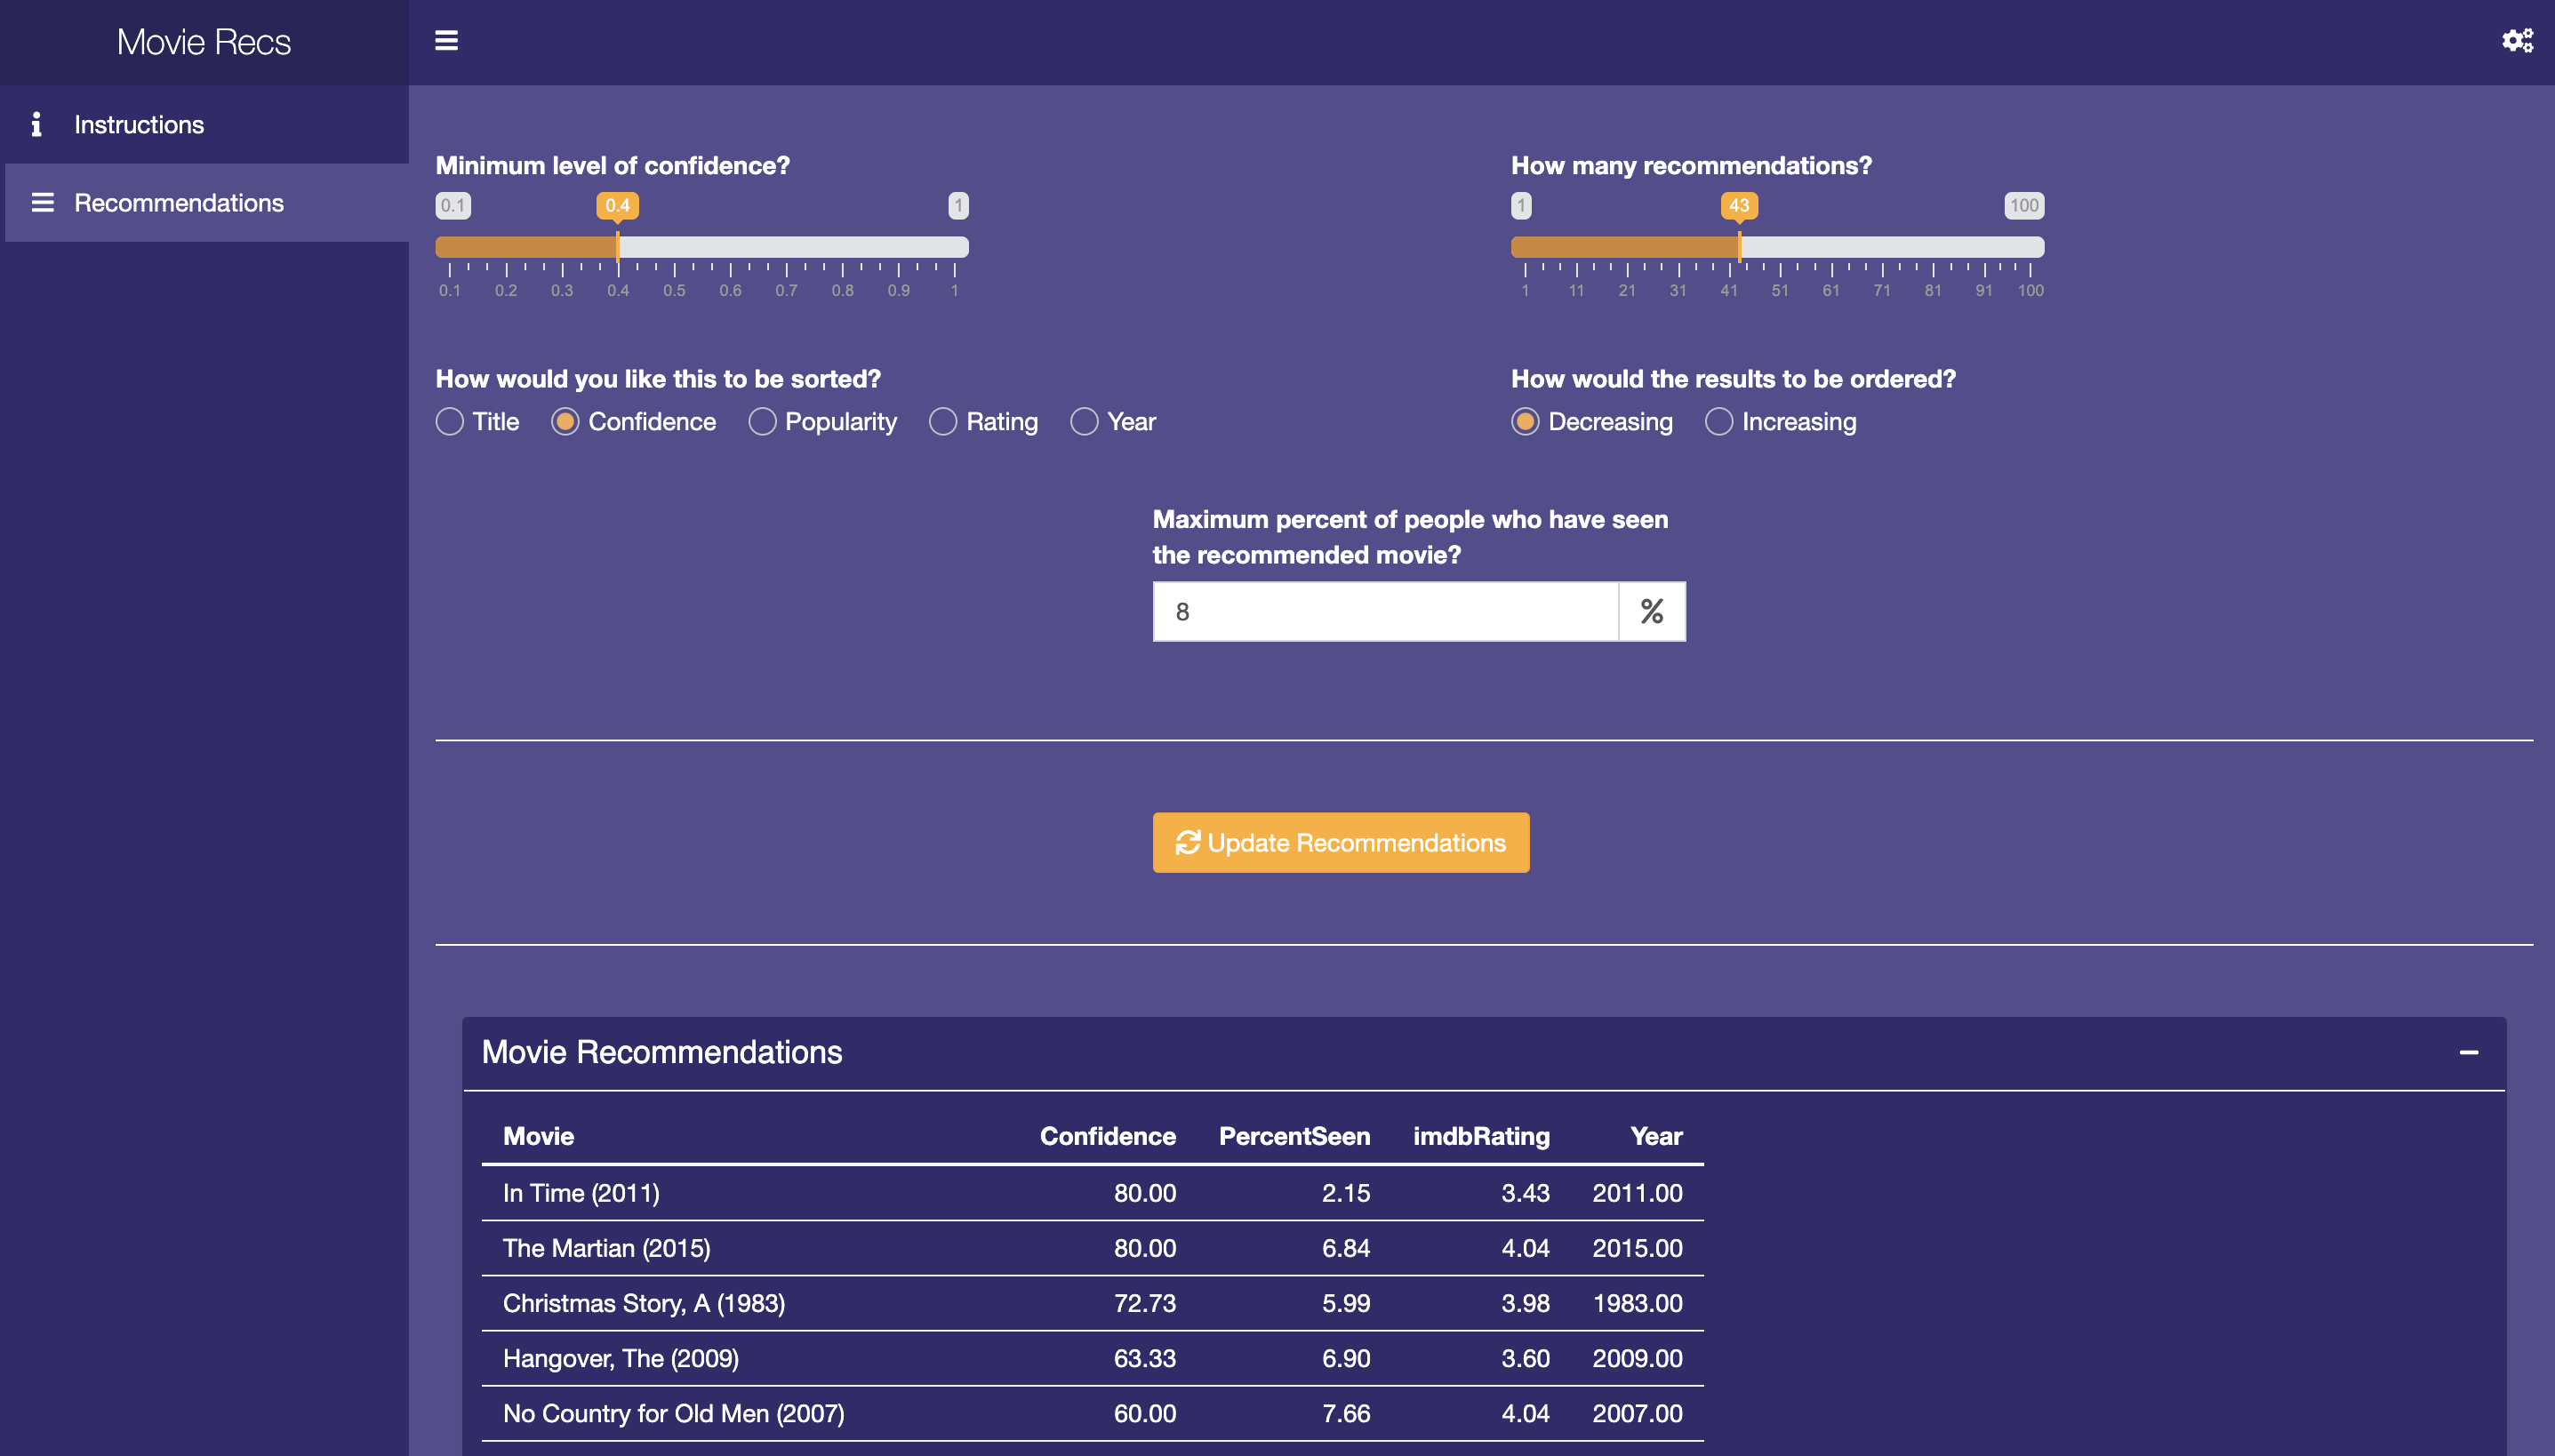 Movie Recs
Instructions
Recommendations
Minimum level of confidence?
0.1 0.4 1
0.1 0.2 0.3 0.4 0.5 0.6 0.7 0.8 0.9 1
How many recommendations?
1 43 100
1 11 21 31 41 51 61 71 81 91 100
How would you like this to be sorted?
Title Confidence Popularity Rating Year
How would the results to be ordered?
Decreasing Increasing
Maximum percent of people who have seen
the recommended movie?
8 %
Update Recommendations
Movie Recommendations
Movie Confidence PercentSeen imdbRating Year
In Time (2011) 80.00 2.15 3.43 2011.00
The Martian (2015) 80.00 6.84 4.04 2015.00
Christmas Story, A (1983) 72.73 5.99 3.98 1983.00
Hangover, The (2009) 63.33 6.90 3.60 2009.00
No Country for Old Men (2007) 60.00 7.66 4.04 2007.00